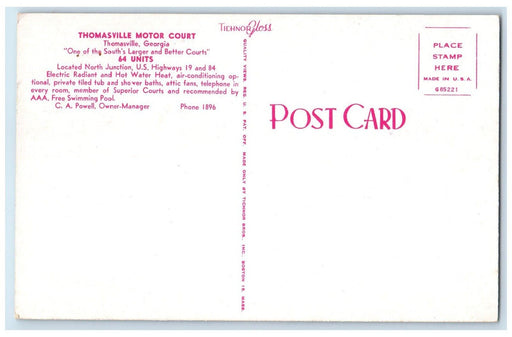 THOMASVILLE MOTOR COURT
Thomasville, Georgia
"One of the South's Larger and Better Courts"
64 UNITS
Located North Junction, U.S. Highways 19 and 84
Electric Radiant and Hot Water Heat, air-conditioning op-
tional, private tiled tub and shower baths, attic fans, telephone in
every room, member of Superior Courts and recommended by
AAA. Free Swimming Pool.
C. A. Powell, Owner-Manager Phone 1896
TICHNOR Gloss
QUALITY VIEWS REG. U. S. PAT. OFF. MADE ONLY BY TICHNOR BROS., INC. BOSTON 15, MASS.
POST CARD
PLACE
STAMP
HERE
MADE IN U.S.A.